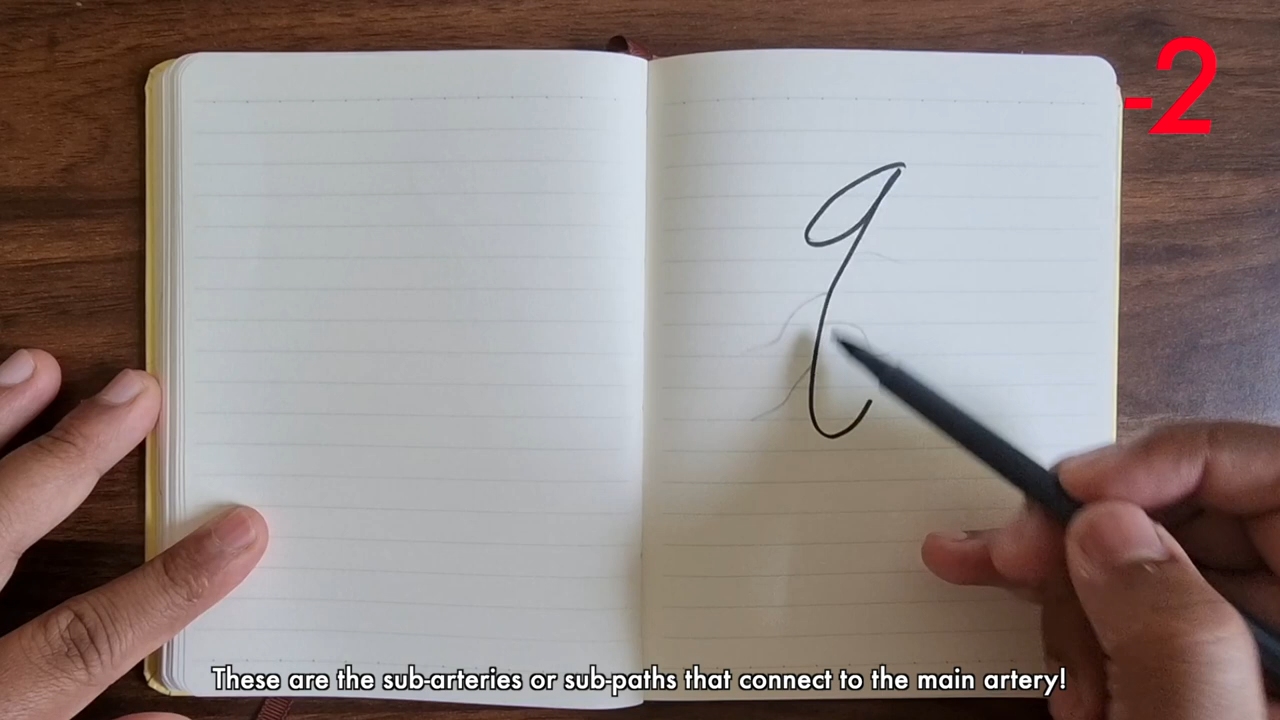 -2
These are the sub-arteries or sub-paths that connect to the main artery!